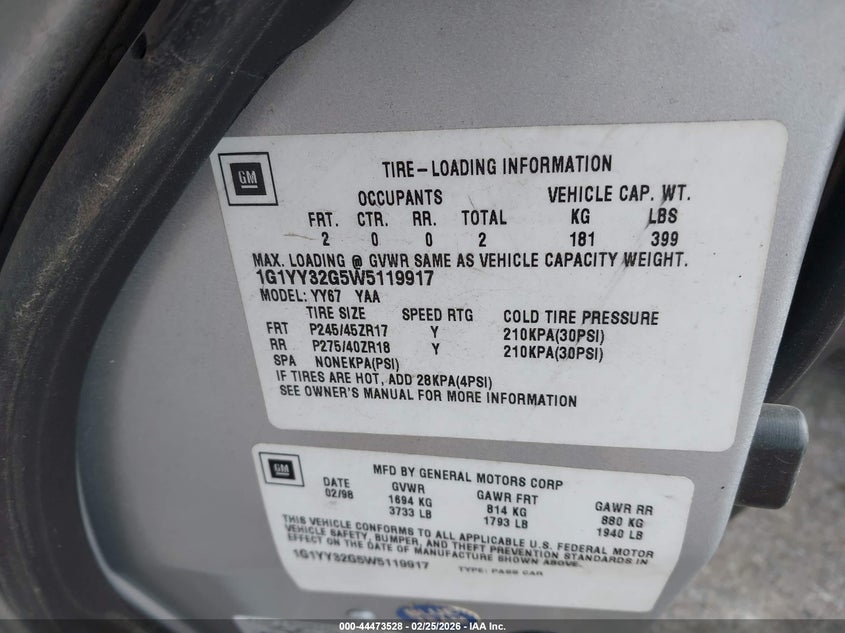 GM
TIRE-LOADING INFORMATION
OCCUPANTS VEHICLE CAP. WT.
FRT. CTR. RR. TOTAL KG LBS
2 0 0 2 181 399
MAX. LOADING @ GVWR SAME AS VEHICLE CAPACITY WEIGHT.
1G1YY32G5W5119917
MODEL: YY67 YAA
TIRE SIZE SPEED RTG COLD TIRE PRESSURE
FRT P245/45ZR17 Y 210KPA(30PSI)
RR P275/40ZR18 Y 210KPA(30PSI)
SPA NONEKPA(PSI)
IF TIRES ARE HOT, ADD 28KPA(4PSI)
SEE OWNER'S MANUAL FOR MORE INFORMATION
GM
MFD BY GENERAL MOTORS CORP
DATE GVWR GAWR FRT GAWR RR
02/98 1694 KG 814 KG 880 KG
3733 LB 1793 LB 1940 LB
THIS VEHICLE CONFORMS TO ALL APPLICABLE U.S. FEDERAL MOTOR
VEHICLE SAFETY, BUMPER, AND THEFT PREVENTION STANDARDS IN
EFFECT ON THE DATE OF MANUFACTURE SHOWN ABOVE.
1G1YY32G5W5119917 TYPE: PASS CAR
000-44473528 - 02/25/2026 - IAA Inc.